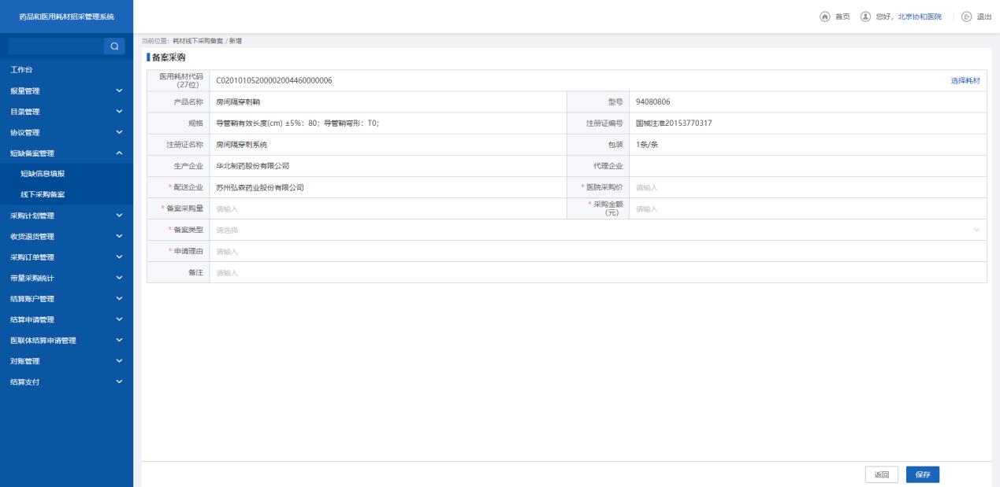 药品和医用耗材招采管理系统
首页
您好，北京协和医院
退出
当前位置：耗材线下采购备案 / 新增
工作台
报量管理
目录管理
协议管理
短缺备案管理
短缺信息填报
线下采购备案
采购计划管理
收货退货管理
采购订单管理
带量采购统计
结算账户管理
结算申请管理
医联体结算申请管理
对账管理
结算支付
备案采购
医用耗材代码
(27位)
C02010105200002004460000006
选择耗材
产品名称 房间隔穿刺鞘 型号 94080806
规格 导管鞘有效长度(cm) ±5%：80；导管鞘弯形：T0； 注册证编号 国械注准20153770317
注册证名称 房间隔穿刺系统 包装 1条/条
生产企业 华北制药股份有限公司 代理企业
* 配送企业 苏州弘森药业股份有限公司 * 医院采购价 请输入
* 备案采购量 请输入 * 采购金额
(元) 请输入
* 备案类型 请选择
* 申请理由 请输入
备注 请输入
返回 保存